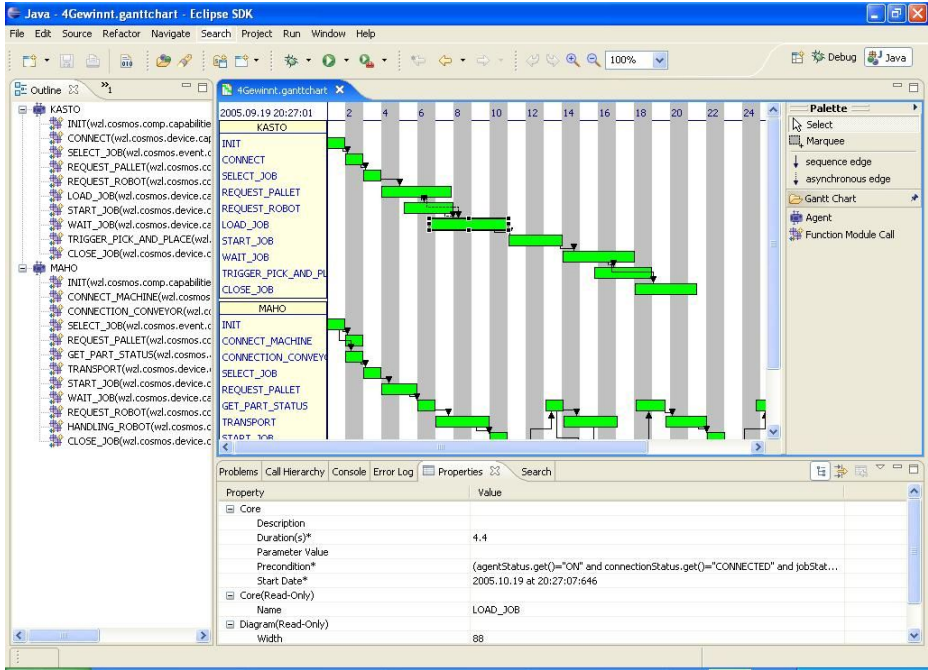 Java - 4Gewinnt.ganttchart - Eclipse SDK
File Edit Source Refactor Navigate Search Project Run Window Help
100%
Debug
Java
Outline
1
KASTO
INIT(wzl.cosmos.comp.capabilitie
CONNECT(wzl.cosmos.device.cap
SELECT_JOB(wzl.cosmos.event.c
REQUEST_PALLET(wzl.cosmos.cc
REQUEST_ROBOT(wzl.cosmos.cc
LOAD_JOB(wzl.cosmos.device.ca
START_JOB(wzl.cosmos.device.c
WAIT_JOB(wzl.cosmos.device.ca
TRIGGER_PICK_AND_PLACE(wzl.
CLOSE_JOB(wzl.cosmos.device.c
MAHO
INIT(wzl.cosmos.comp.capabilitie
CONNECT_MACHINE(wzl.cosmos
CONNECTION_CONVEYOR(wzl.cc
SELECT_JOB(wzl.cosmos.event.c
REQUEST_PALLET(wzl.cosmos.cc
GET_PART_STATUS(wzl.cosmos.
TRANSPORT(wzl.cosmos.device.
START_JOB(wzl.cosmos.device.c
WAIT_JOB(wzl.cosmos.device.ca
REQUEST_ROBOT(wzl.cosmos.cc
HANDLING_ROBOT(wzl.cosmos.c
CLOSE_JOB(wzl.cosmos.device.c
4Gewinnt.ganttchart
2005.09.19 20:27:01 2 4 6 8 10 12 14 16 18 20 22 24
KASTO
INIT
CONNECT
SELECT_JOB
REQUEST_PALLET
REQUEST_ROBOT
LOAD_JOB
START_JOB
WAIT_JOB
TRIGGER_PICK_AND_PL
CLOSE_JOB
MAHO
INIT
CONNECT_MACHINE
CONNECTION_CONVEY
SELECT_JOB
REQUEST_PALLET
GET_PART_STATUS
TRANSPORT
START_JOB
Palette
Select
Marquee
sequence edge
asynchronous edge
Gantt Chart
Agent
Function Module Call
Problems Call Hierarchy Console Error Log Properties Search
Property Value
Core
Description
Duration(s)* 4.4
Parameter Value
Precondition* (agentStatus.get()="ON" and connectionStatus.get()="CONNECTED" and jobStat...
Start Date* 2005.10.19 at 20:27:07:646
Core(Read-Only)
Name LOAD_JOB
Diagram(Read-Only)
Width 88